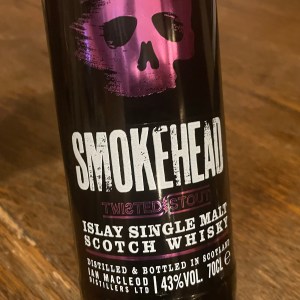 SMOKEHEAD
TWISTED STOUT
ISLAY SINGLE MALT
SCOTCH WHISKY
DISTILLED & BOTTLED IN SCOTLAND
IAN MACLEOD
DISTILLERS LTD
43%VOL. 70CL e